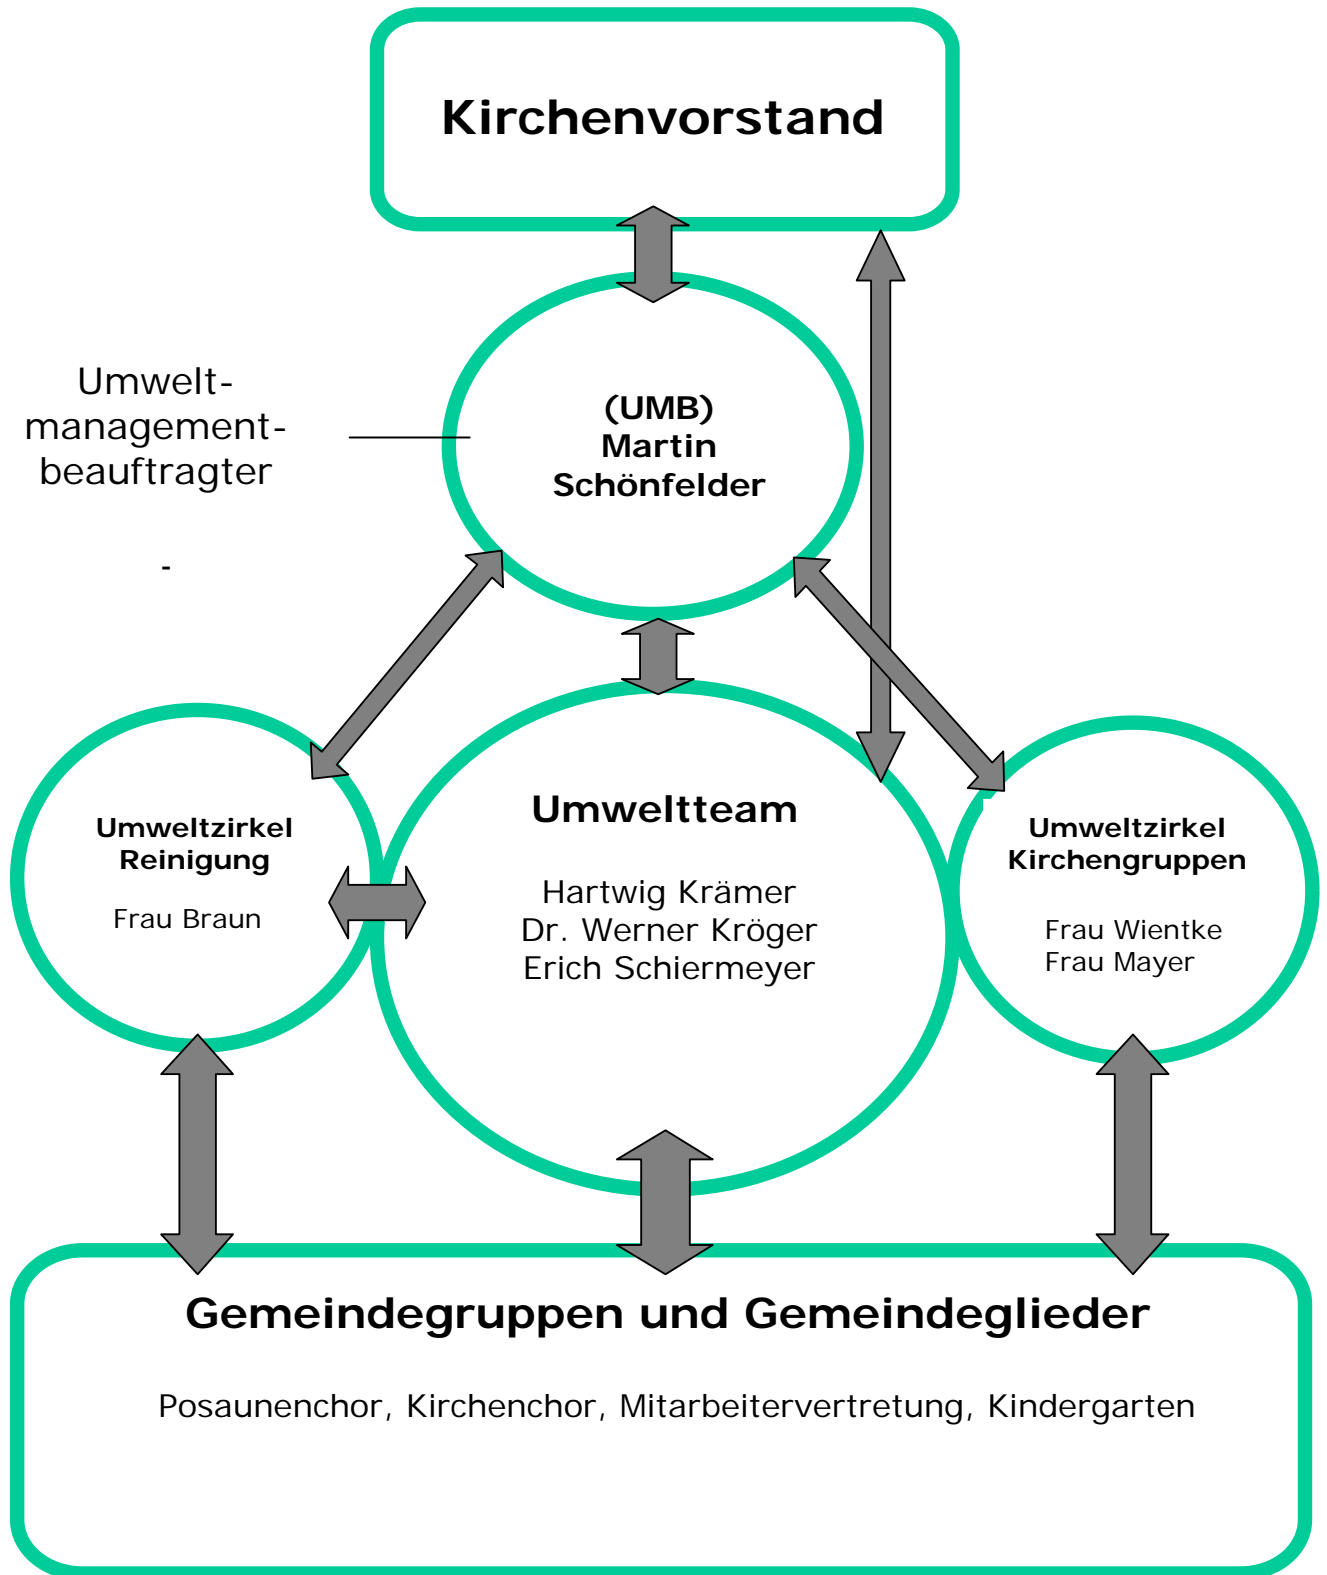 Kirchenvorstand
Umwelt-
management-
beauftragter
-
(UMB)
Martin
Schönfelder
Umweltzirkel
Reinigung
Frau Braun
Umweltteam
Hartwig Krämer
Dr. Werner Kröger
Erich Schiermeyer
Umweltzirkel
Kirchengruppen
Frau Wientke
Frau Mayer
Gemeindegruppen und Gemeindeglieder
Posaunenchor, Kirchenchor, Mitarbeitervertretung, Kindergarten